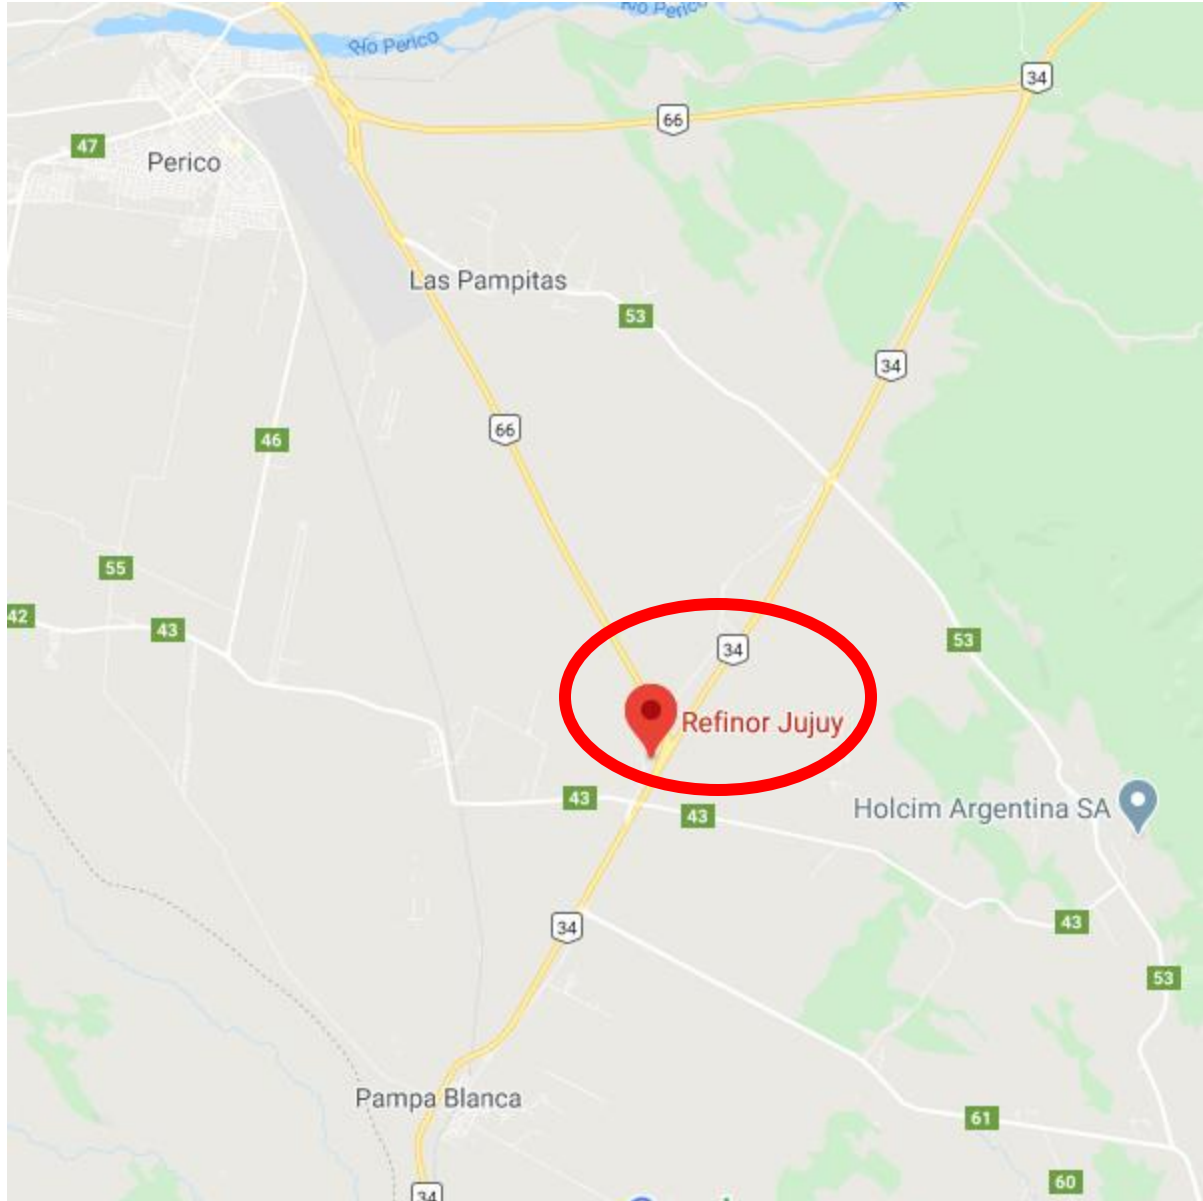 Río Perico
Río Perico
34
66
47
Perico
Las Pampitas
53
34
66
46
55
42
43
53
34
Refinor Jujuy
43
43
Holcim Argentina SA
34
43
53
Pampa Blanca
61
60
34